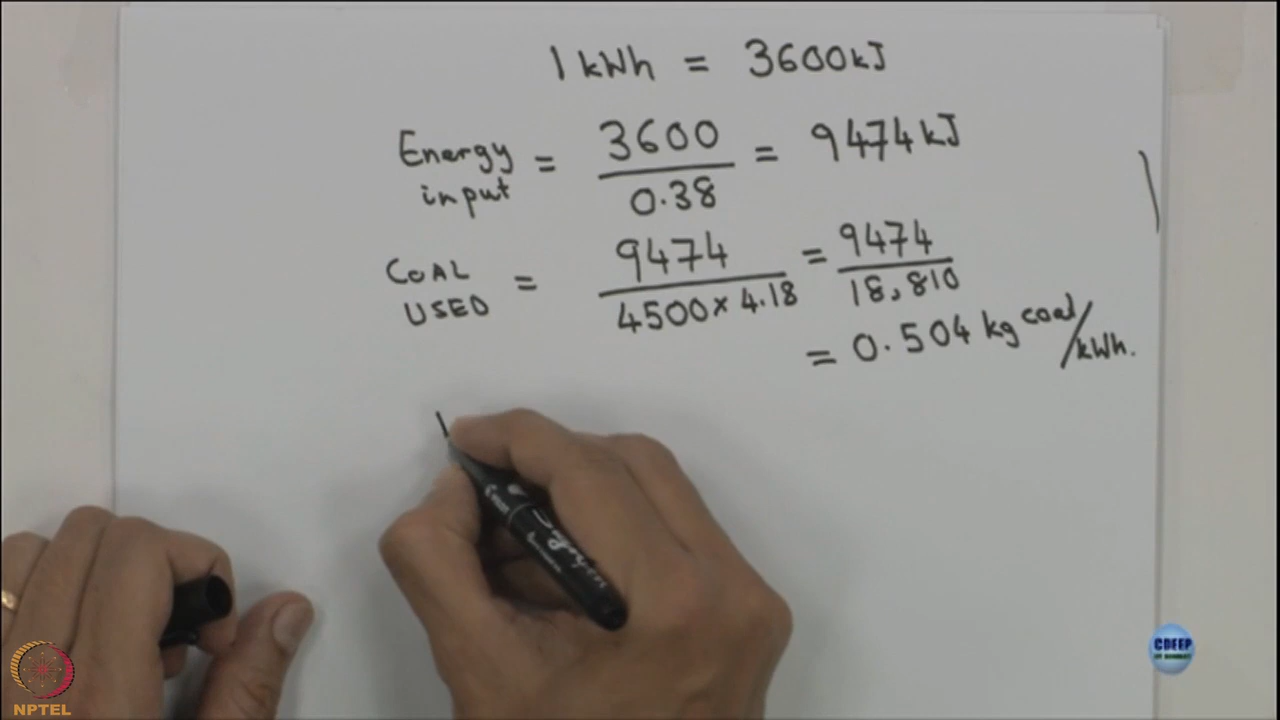 1 kWh = 3600 kJ
Energy input = 3600 / 0.38 = 9474 kJ
COAL USED = 9474 / 4500 × 4.18 = 9474 / 18,810
= 0.504 kg coal/kWh.
CDEEP
NPTEL